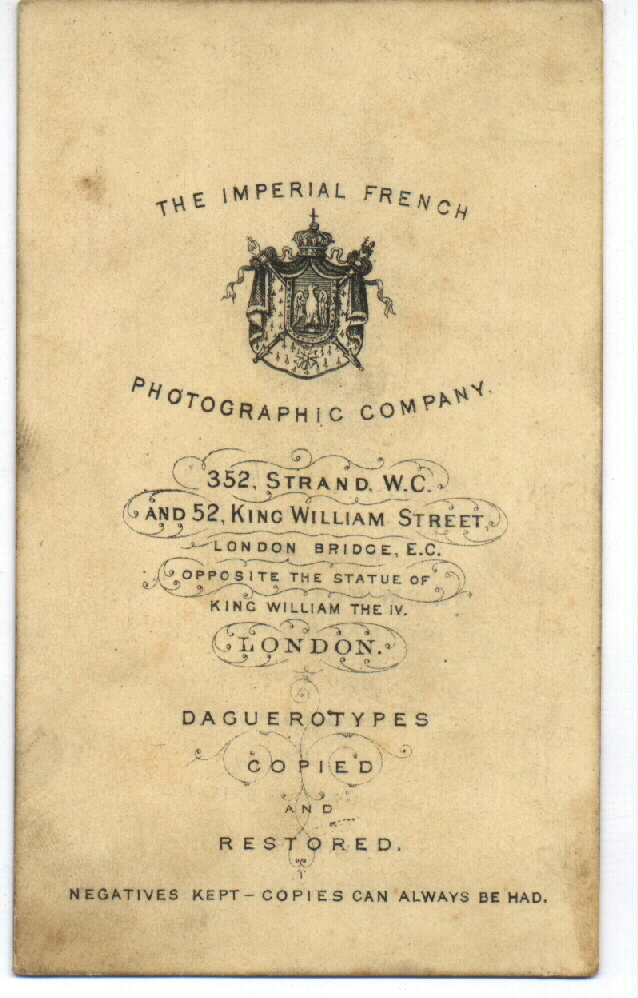 THE IMPERIAL FRENCH
PHOTOGRAPHIC COMPANY.
352, STRAND, W.C.
AND 52, KING WILLIAM STREET,
LONDON BRIDGE, E.C.
OPPOSITE THE STATUE OF
KING WILLIAM THE IV.
LONDON.
DAGUEROTYPES
COPIED
AND
RESTORED.
NEGATIVES KEPT – COPIES CAN ALWAYS BE HAD.